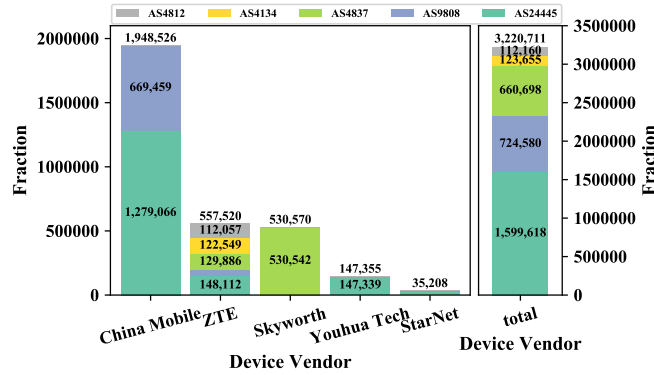 AS4812 AS4134 AS4837 AS9808 AS24445
2000000
1500000
1000000
500000
0
Fraction
1,948,526
669,459
1,279,066
557,520
112,057
122,549
129,886
148,112
530,570
530,542
147,355
147,339
35,208
China Mobile
ZTE
Skyworth
Youhua Tech
StarNet
Device Vendor
3,220,711
112,160
123,655
660,698
724,580
1,599,618
total
Device Vendor
3500000
3000000
2500000
2000000
1500000
1000000
500000
0
Fraction